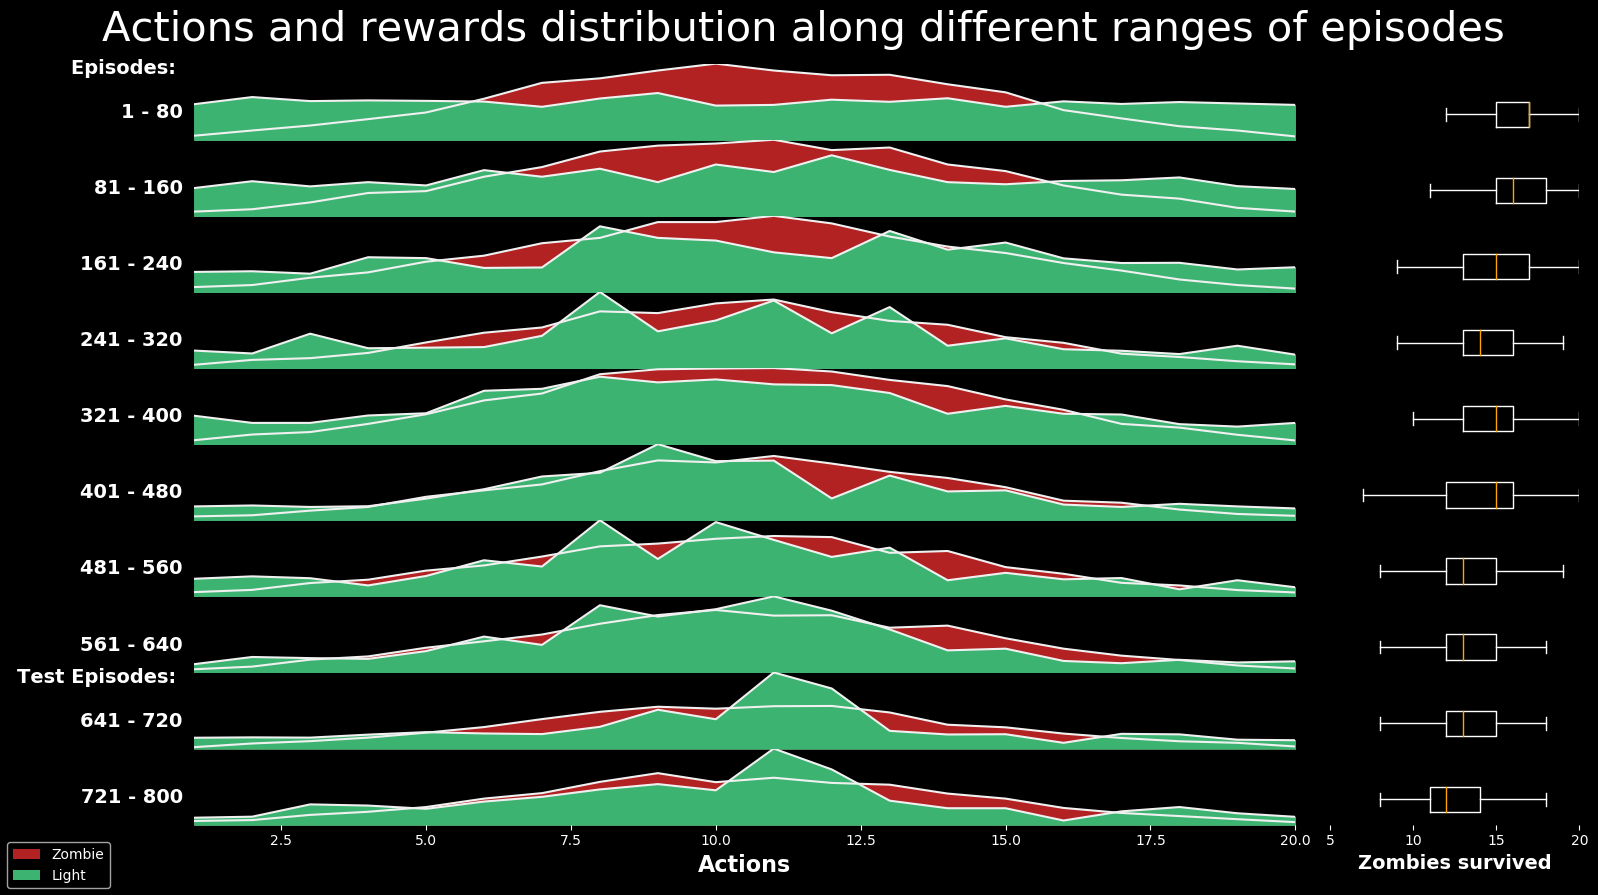 Actions and rewards distribution along different ranges of episodes
Episodes:
1 - 80
81 - 160
161 - 240
241 - 320
321 - 400
401 - 480
481 - 560
561 - 640
Test Episodes:
641 - 720
721 - 800
2.5 5.0 7.5 10.0 12.5 15.0 17.5 20.0 5 10 15 20
Actions
Zombies survived
Zombie
Light